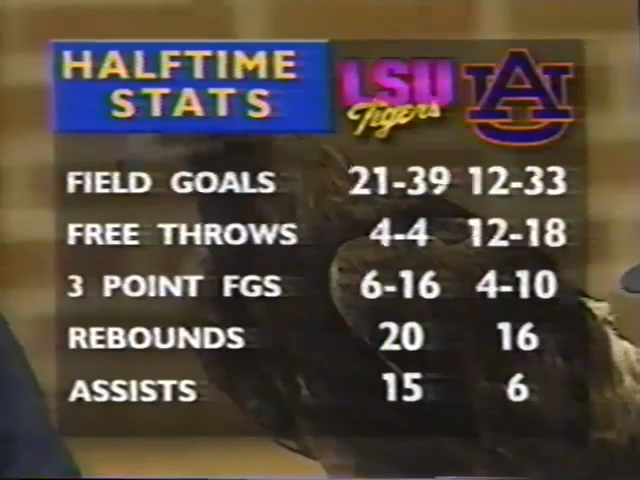 HALFTIME
STATS
LSU
Tigers
AU
FIELD GOALS 21-39 12-33
FREE THROWS 4-4 12-18
3 POINT FGS 6-16 4-10
REBOUNDS 20 16
ASSISTS 15 6